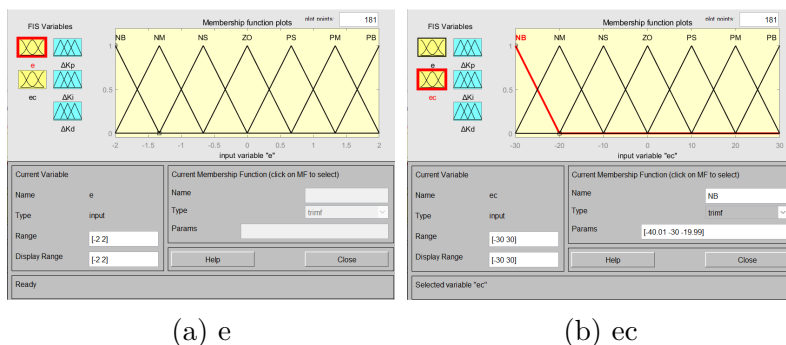 FIS Variables
Membership function plots
plot points:
181
NB NM NS ZO PS PM PB
e
ΔKp
ec
ΔKi
ΔKd
1
0.5
0
-2 -1.5 -1 -0.5 0 0.5 1 1.5 2
input variable "e"
Current Variable
Name e
Type input
Range [-2 2]
Display Range [-2 2]
Current Membership Function (click on MF to select)
Name
Type trimf
Params
Help
Close
Ready
(a) e
FIS Variables
Membership function plots
plot points:
181
NB NM NS ZO PS PM PB
e
ΔKp
ec
ΔKi
ΔKd
1
0.5
0
-30 -20 -10 0 10 20 30
input variable "ec"
Current Variable
Name ec
Type input
Range [-30 30]
Display Range [-30 30]
Current Membership Function (click on MF to select)
Name NB
Type trimf
Params [-40.01 -30 -19.99]
Help
Close
Selected variable "ec"
(b) ec